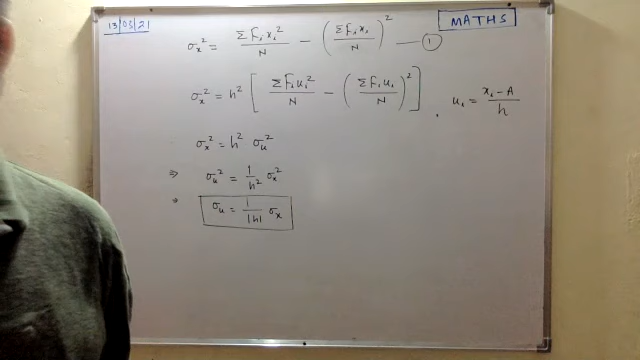 13/05/21
MATHS
σₓ² = Σfᵢxᵢ²/N − (Σfᵢxᵢ/N)² — ①
σₓ² = h² [ Σfᵢuᵢ²/N − (Σfᵢuᵢ/N)² ] , uᵢ = (xᵢ − A)/h
σₓ² = h² σᵤ²
⇒ σᵤ² = 1/h² σₓ²
⇒ σᵤ = 1/|h| σₓ